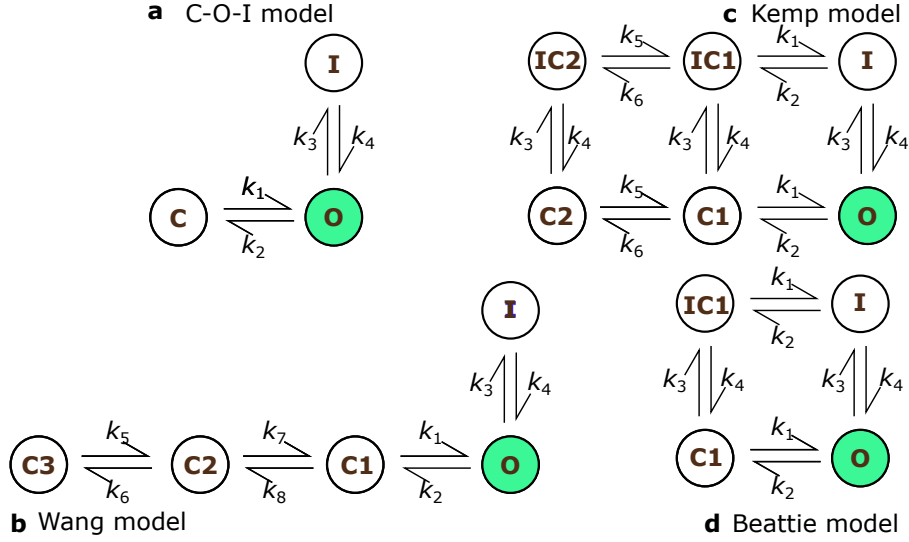 a C-O-I model
I
k3 k4
k1
C O
k2
c Kemp model
k5 k1
IC2 IC1 I
k6 k2
k3 k4 k3 k4 k3 k4
k5 k1
C2 C1 O
k6 k2
I
k3 k4
k5 k7 k1
C3 C2 C1 O
k6 k8 k2
b Wang model
k1
IC1 I
k2
k3 k4 k3 k4
k1
C1 O
k2
d Beattie model